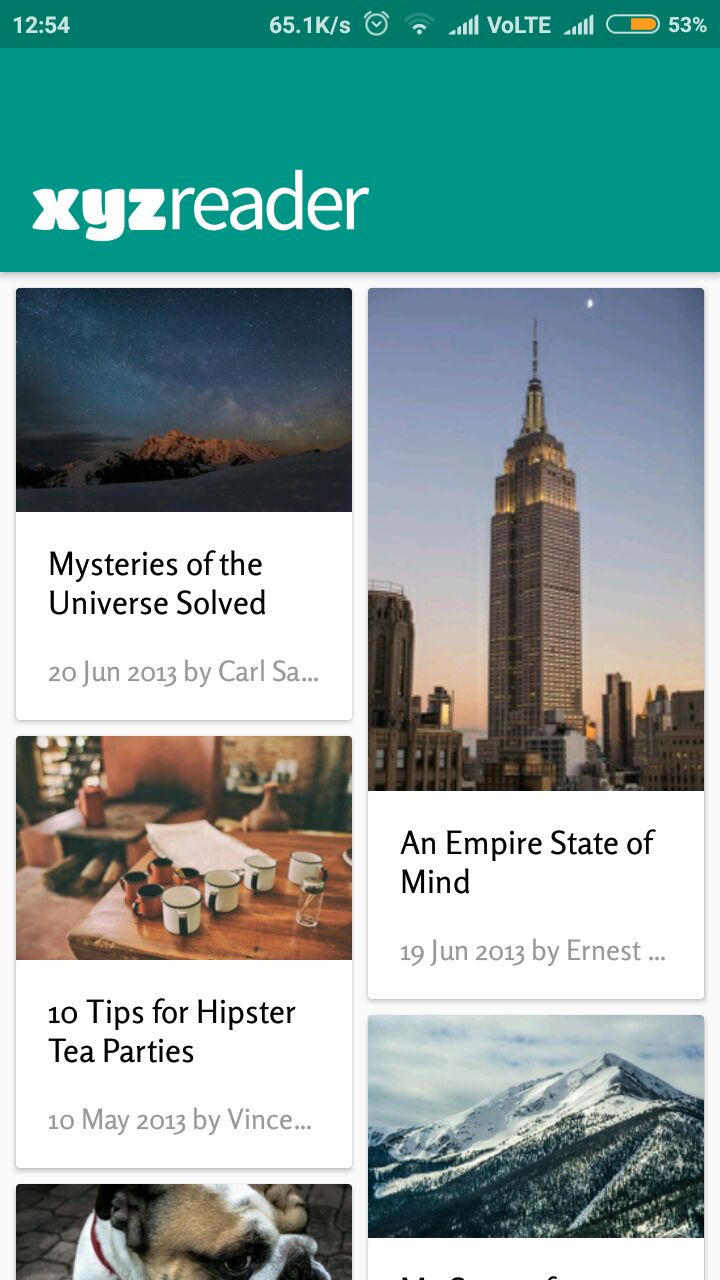 12:54 65.1K/s VoLTE 53%
xyzreader
Mysteries of the
Universe Solved
20 Jun 2013 by Carl Sa...
An Empire State of
Mind
19 Jun 2013 by Ernest ...
10 Tips for Hipster
Tea Parties
10 May 2013 by Vince...